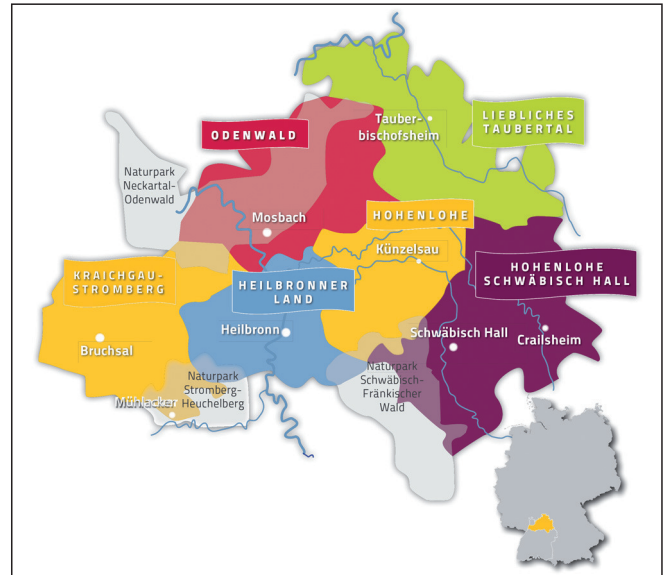 LIEBLICHES
TAUBERTAL
Tauber-
bischofsheim
ODENWALD
Naturpark
Neckartal-
Odenwald
Mosbach
HOHENLOHE
Künzelsau
HOHENLOHE
SCHWÄBISCH HALL
KRAICHGAU-
STROMBERG
HEILBRONNER
LAND
Heilbronn
Schwäbisch Hall
Crailsheim
Bruchsal
Naturpark
Stromberg-
Heuchelberg
Naturpark
Schwäbisch-
Fränkischer
Wald
Mühlacker